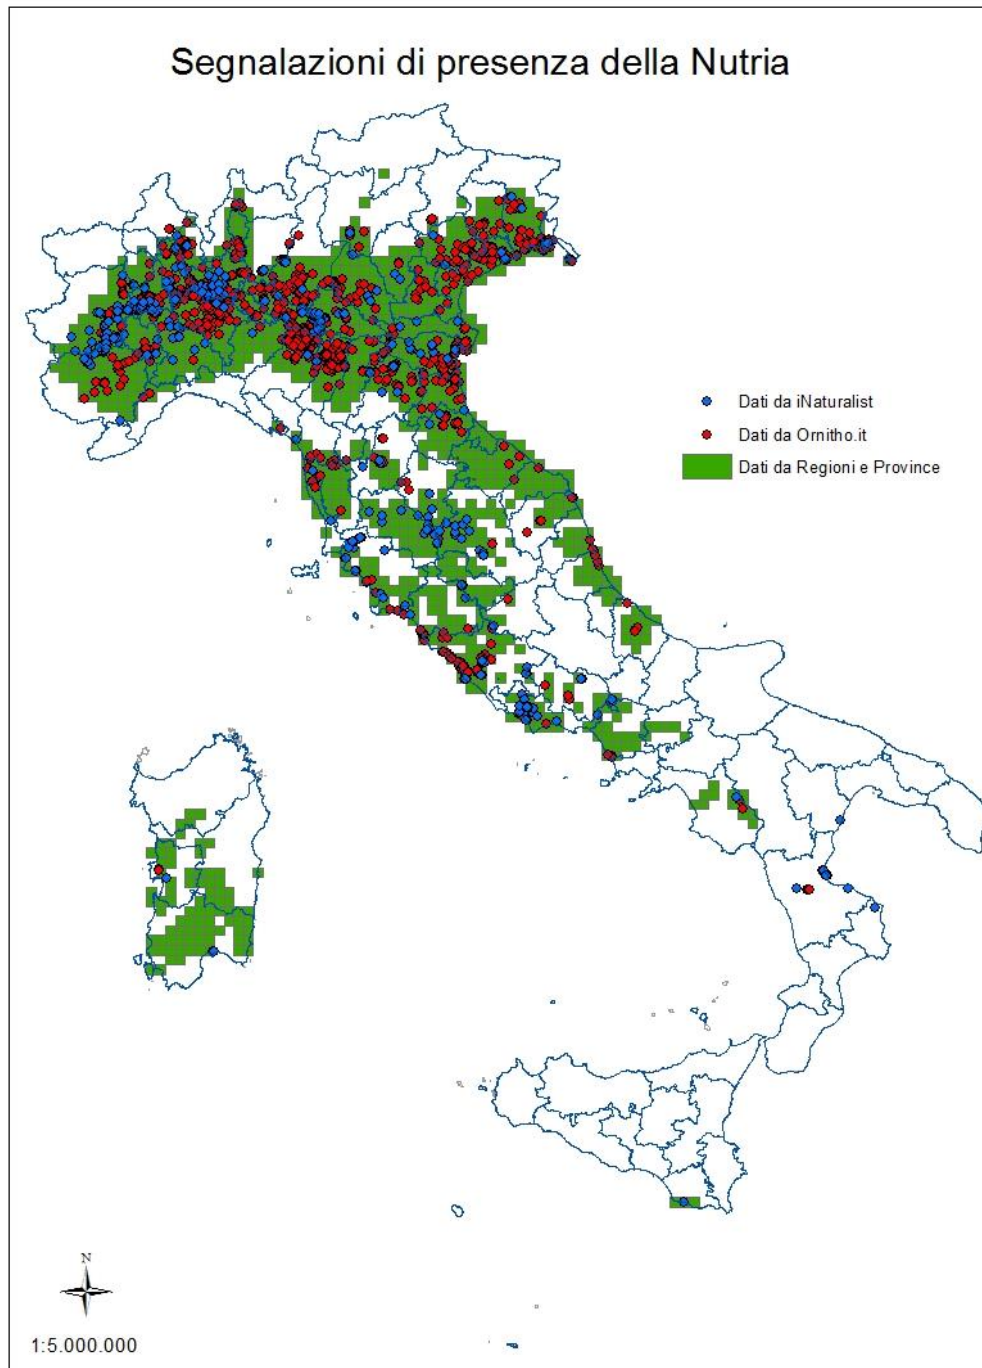 Segnalazioni di presenza della Nutria
Dati da iNaturalist
Dati da Ornitho.it
Dati da Regioni e Province
N
1:5.000.000